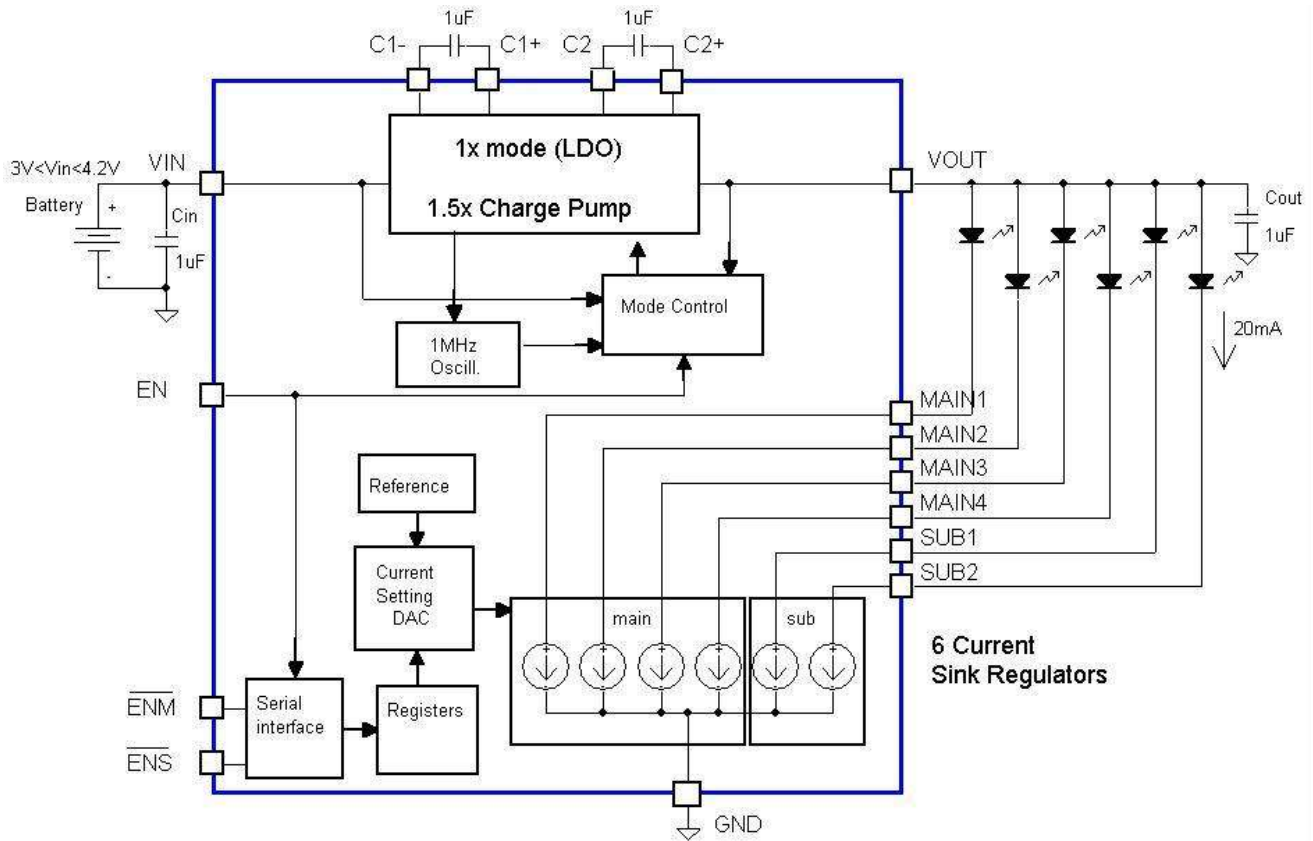 1uF
1uF
C1-
C1+
C2
C2+
1x mode (LDO)
1.5x Charge Pump
VIN
VOUT
3V<Vin<4.2V
Battery
+
-
Cin
1uF
Cout
1uF
Mode Control
1MHz
Oscill.
20mA
EN
MAIN1
MAIN2
MAIN3
MAIN4
SUB1
SUB2
Reference
Current
Setting
DAC
main
sub
6 Current
Sink Regulators
ENM
ENS
Serial
interface
Registers
GND